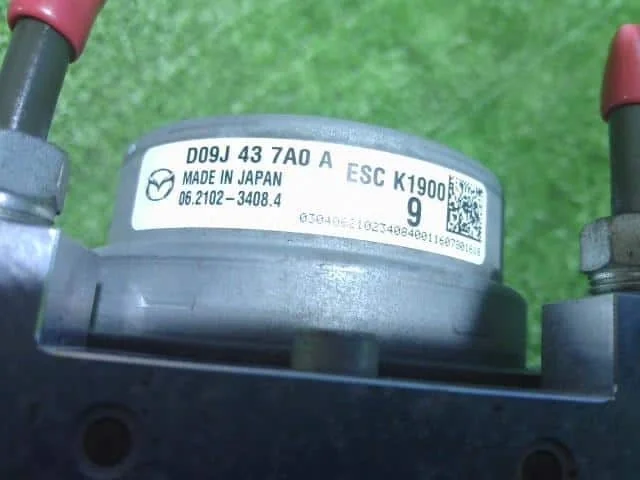 D09J 43 7A0 A
ESC K1900
MADE IN JAPAN
9
06.2102-3408.4